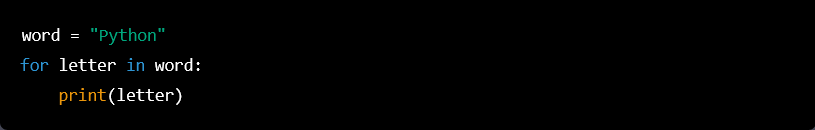 word = "Python"
for letter in word:
    print(letter)